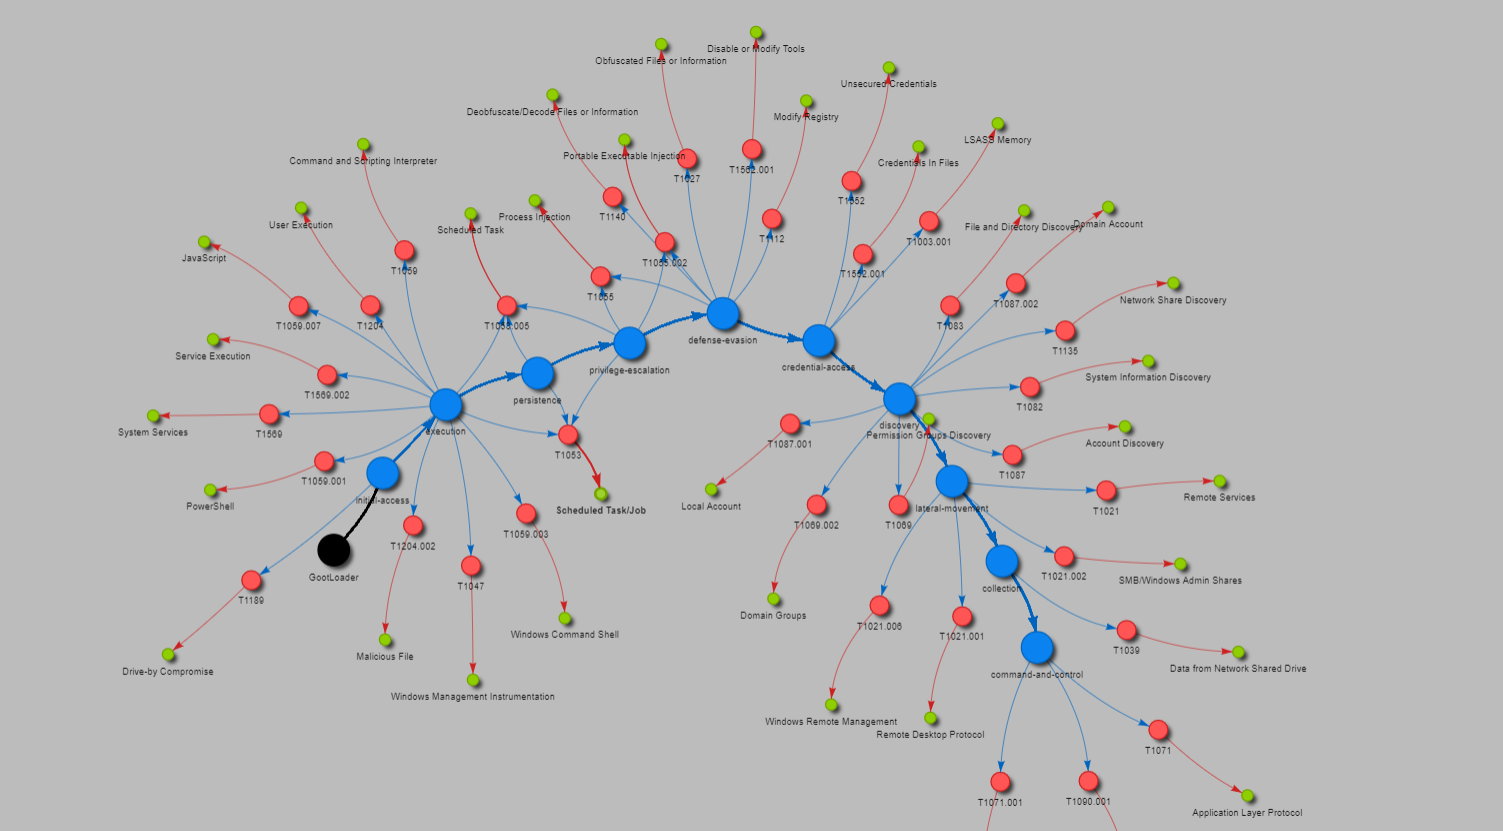 Disable or Modify Tools
Obfuscated Files or Information
Unsecured Credentials
Deobfuscate/Decode Files or Information
Modify Registry
LSASS Memory
Portable Executable Injection
Command and Scripting Interpreter
Credentials In Files
T1562.001
T1027
T1552
T1140
Process Injection
T1112
T1003.001
User Execution
Scheduled Task
File and Directory Discovery
Domain Account
JavaScript
T1059
T1055.002
T1552.001
T1055
T1087.002
Network Share Discovery
T1059.007
T1204
T1053.005
T1083
defense-evasion
T1135
Service Execution
privilege-escalation
credential-access
System Information Discovery
T1569.002
persistence
T1082
System Services
T1569
execution
discovery
Permission Groups Discovery
T1087.001
Account Discovery
T1053
T1087
T1059.001
initial-access
PowerShell
Scheduled Task/Job
Local Account
lateral-movement
T1021
Remote Services
T1069.002
T1069
T1059.003
T1204.002
GootLoader
T1047
T1021.002
SMB/Windows Admin Shares
collection
T1189
Domain Groups
T1021.006
T1021.001
Windows Command Shell
T1039
Malicious File
Drive-by Compromise
Data from Network Shared Drive
command-and-control
Windows Management Instrumentation
Windows Remote Management
Remote Desktop Protocol
T1071
T1071.001
T1090.001
Application Layer Protocol